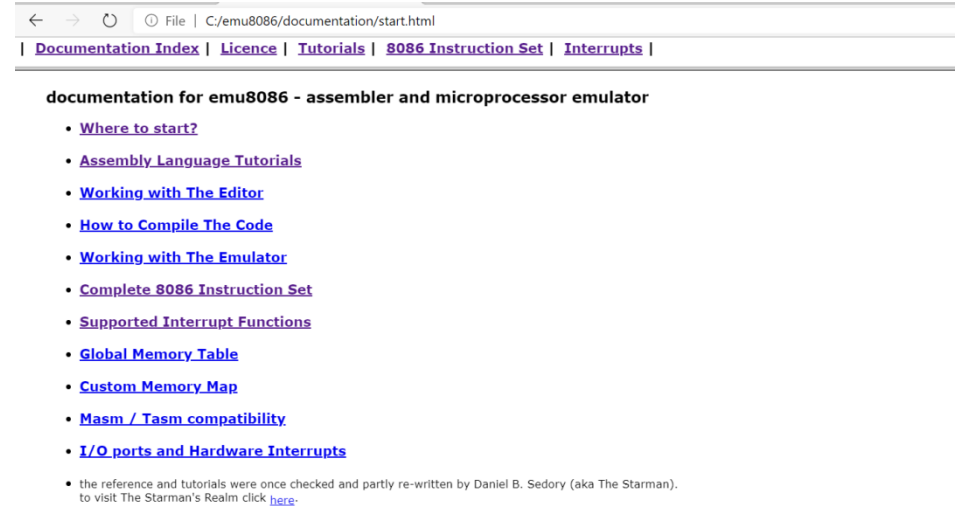 File | C:/emu8086/documentation/start.html
| Documentation Index | Licence | Tutorials | 8086 Instruction Set | Interrupts |
documentation for emu8086 - assembler and microprocessor emulator
• Where to start?
• Assembly Language Tutorials
• Working with The Editor
• How to Compile The Code
• Working with The Emulator
• Complete 8086 Instruction Set
• Supported Interrupt Functions
• Global Memory Table
• Custom Memory Map
• Masm / Tasm compatibility
• I/O ports and Hardware Interrupts
• the reference and tutorials were once checked and partly re-written by Daniel B. Sedory (aka The Starman).
to visit The Starman's Realm click here.